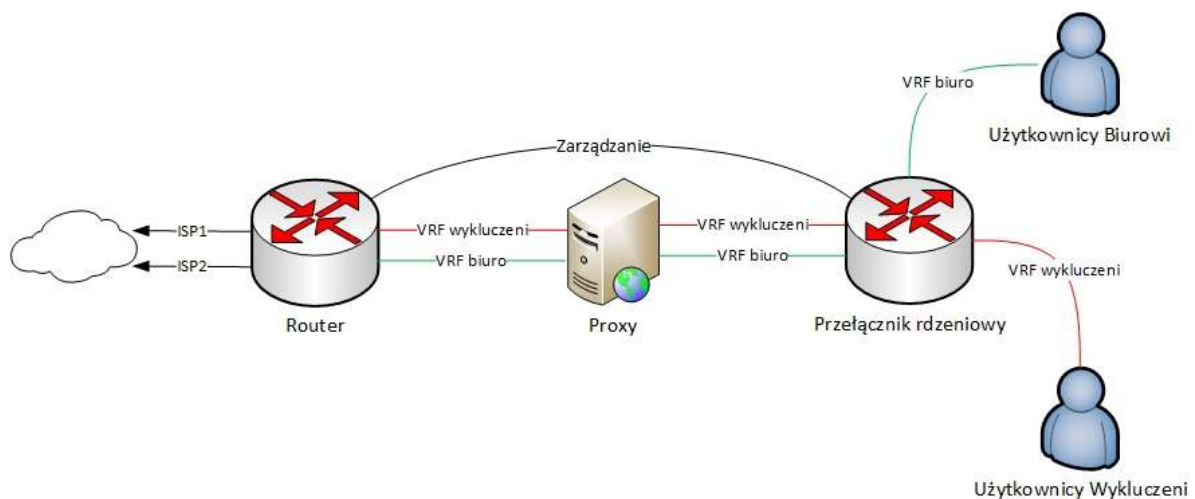 VRF biuro
Użytkownicy Biurowi
Zarządzanie
ISP1
VRF wykluczeni
VRF wykluczeni
ISP2
VRF biuro
VRF biuro
VRF wykluczeni
Router
Proxy
Przełącznik rdzeniowy
Użytkownicy Wykluczeni